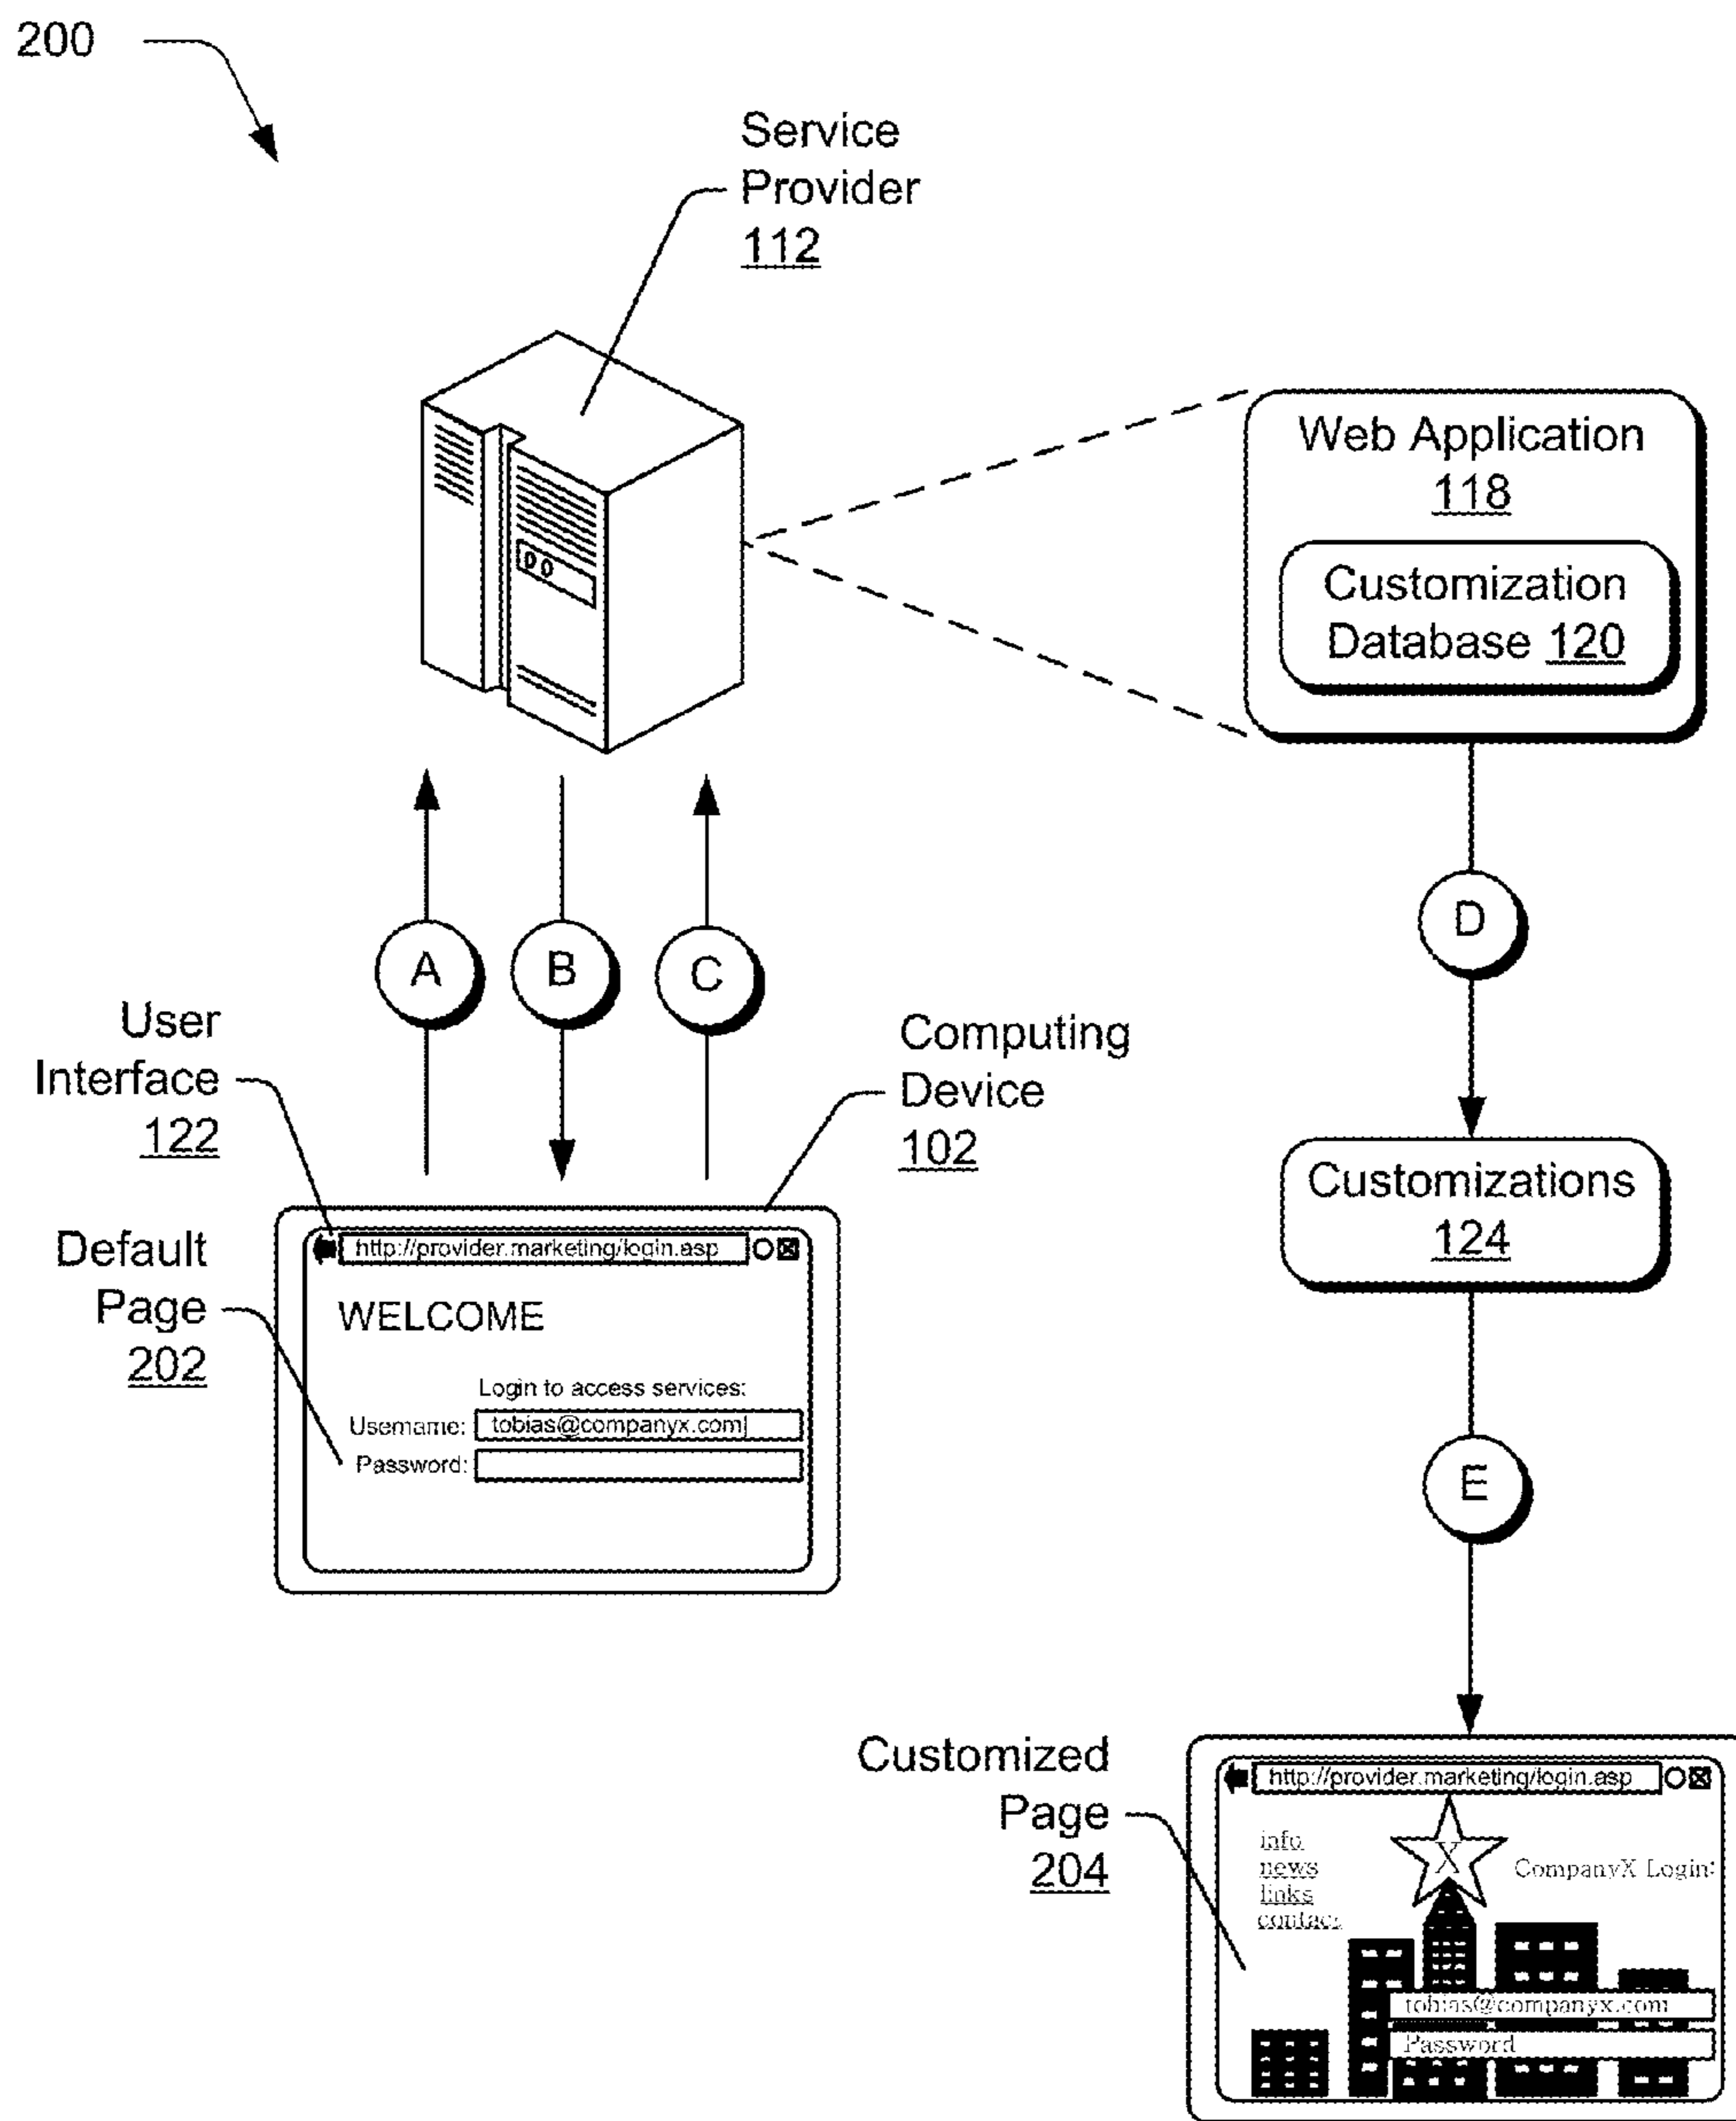 200
Service
Provider
112
Web Application
118
Customization
Database 120
A
B
C
D
User
Interface
122
Computing
Device
102
Customizations
124
Default
Page
202
http://provider.marketing/login.asp
WELCOME
Login to access services:
Username: tobias@companyx.com
Password:
E
Customized
Page
204
http://provider.marketing/login.asp
info
news
links
contact
X
CompanyX Login:
tobias@companyx.com
Password